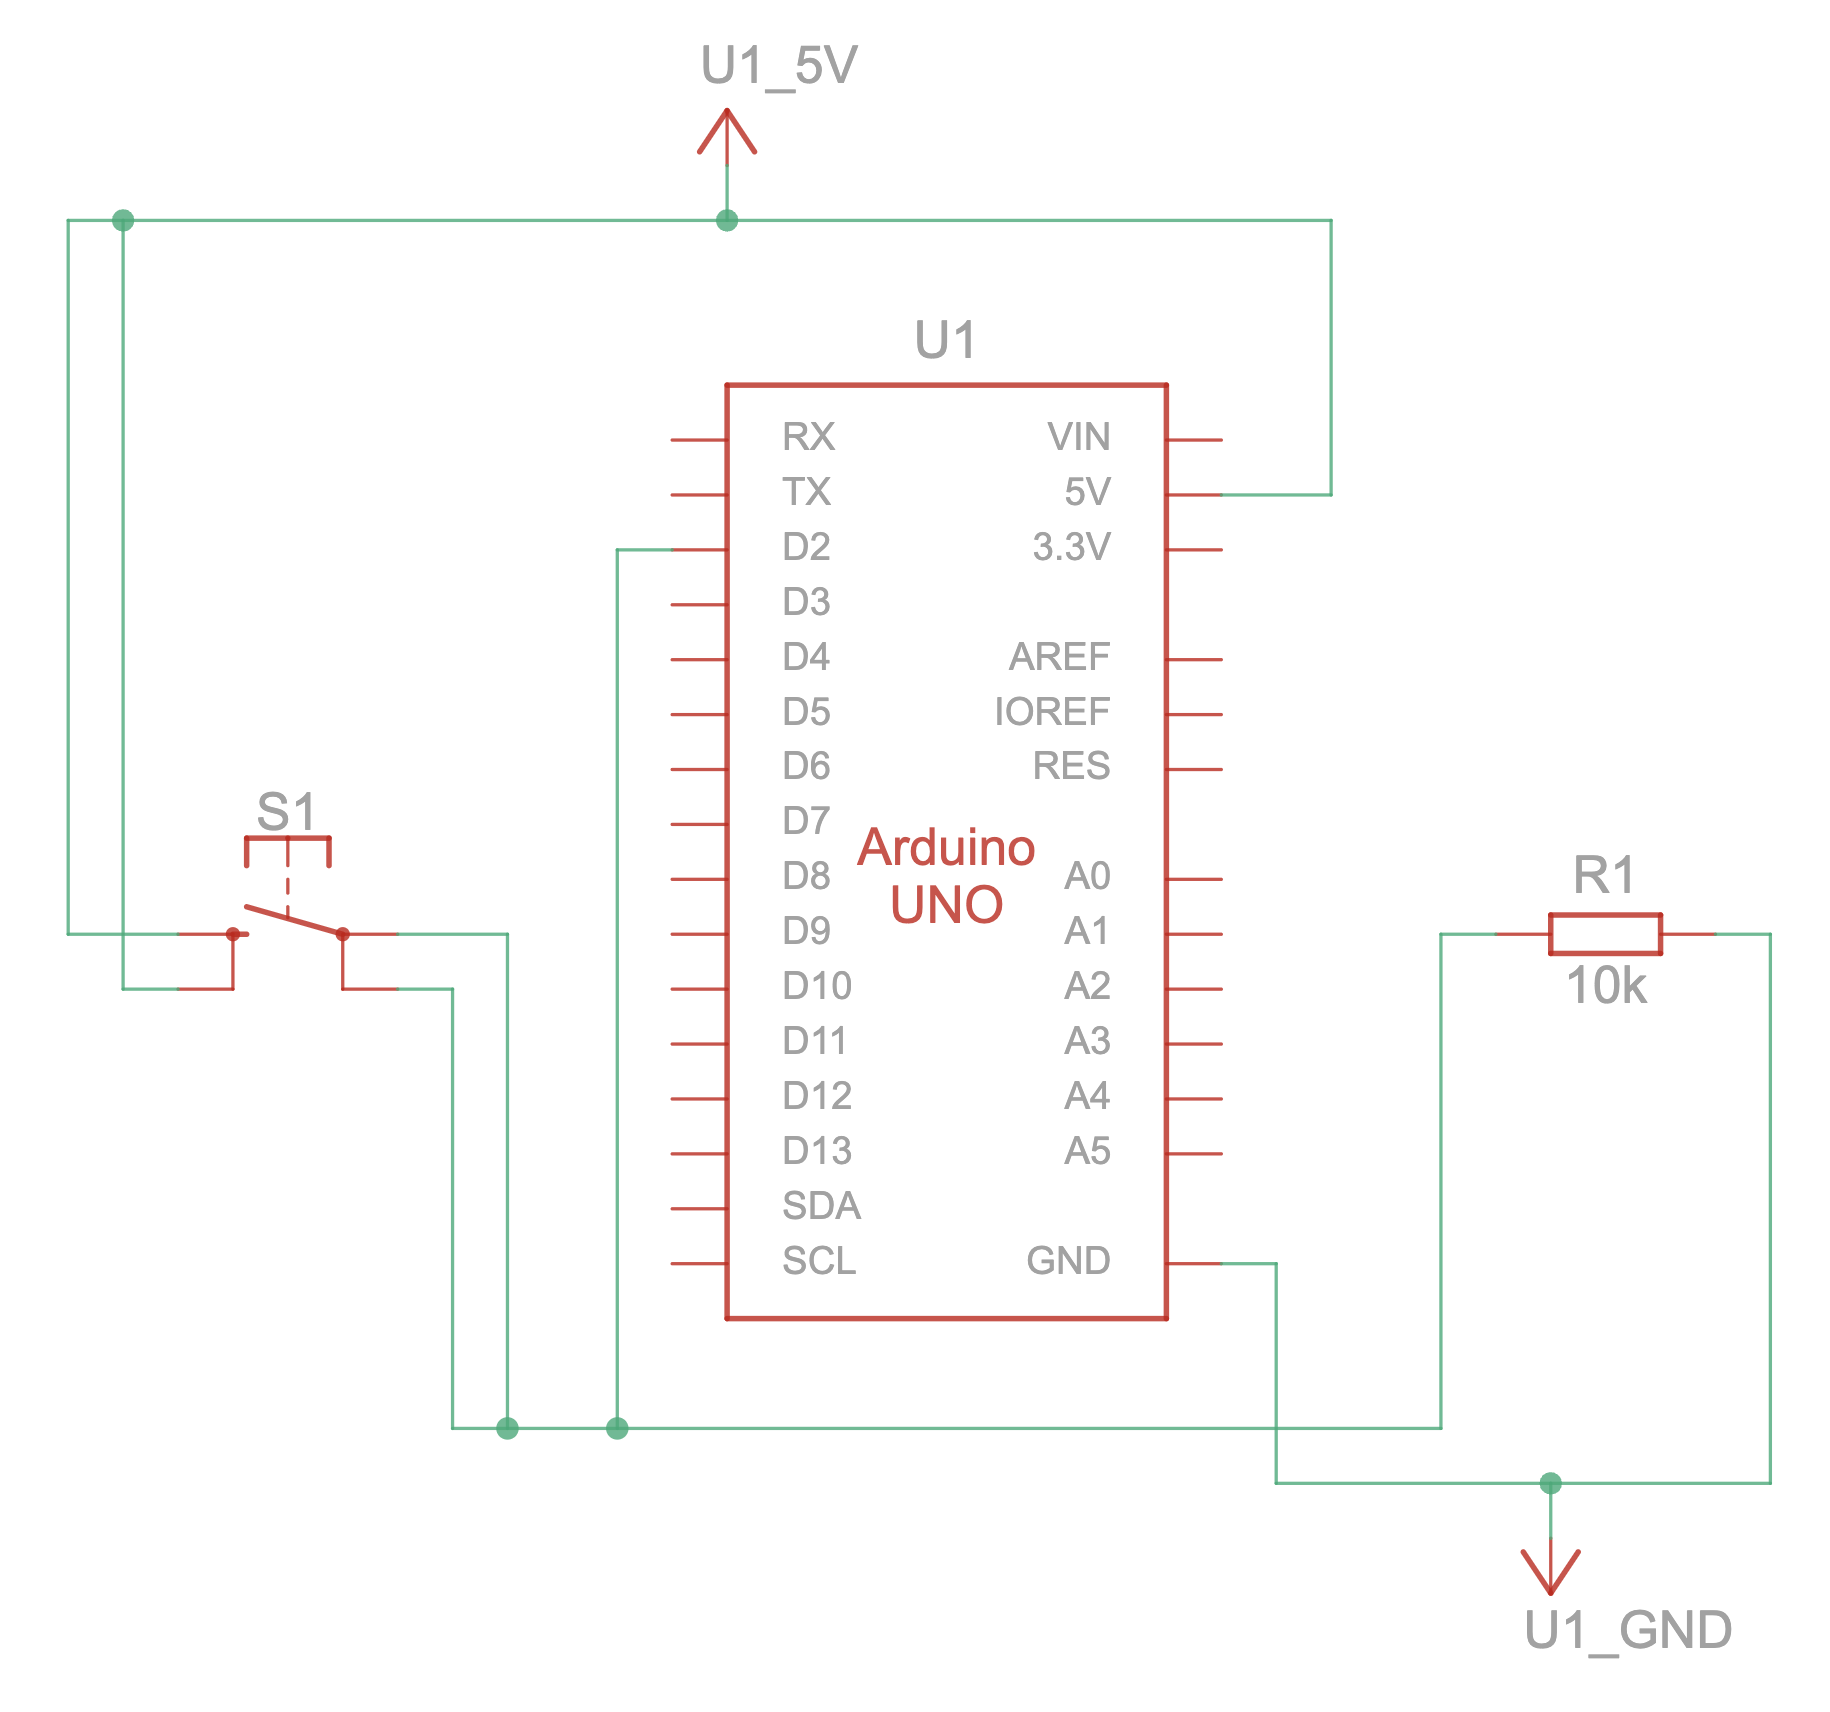 U1_5V
U1
RX
VIN
TX
5V
D2
3.3V
D3
D4
AREF
D5
IOREF
D6
RES
S1
D7
Arduino
UNO
D8
A0
R1
D9
A1
D10
A2
10k
D11
A3
D12
A4
D13
A5
SDA
SCL
GND
U1_GND